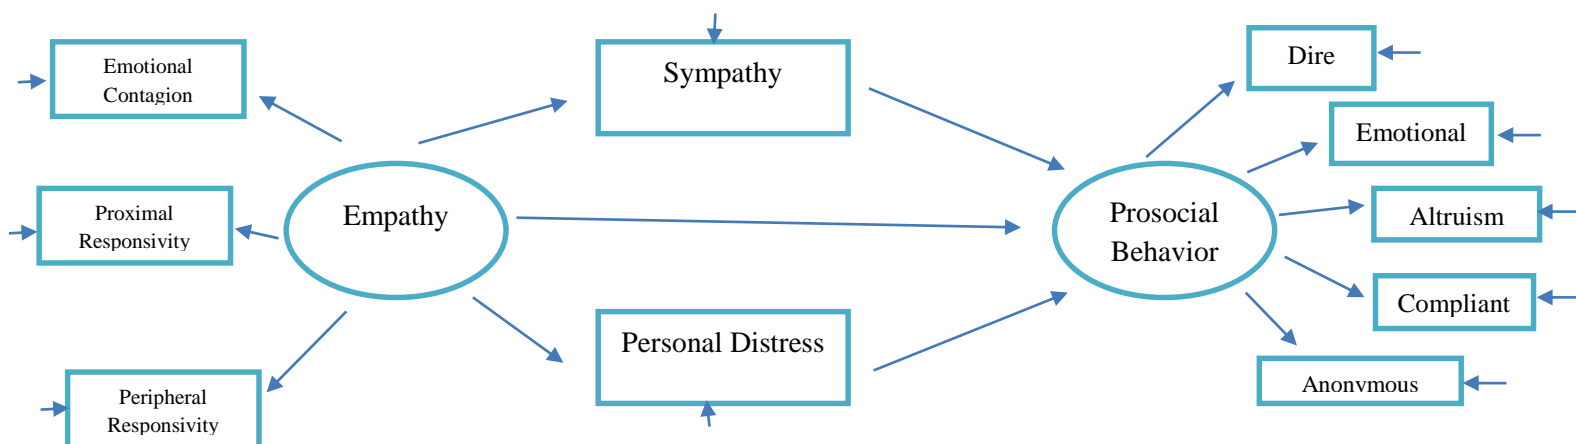 Emotional
Contagion
Proximal
Responsivity
Peripheral
Responsivity
Empathy
Sympathy
Personal Distress
Prosocial
Behavior
Dire
Emotional
Altruism
Compliant
Anonymous